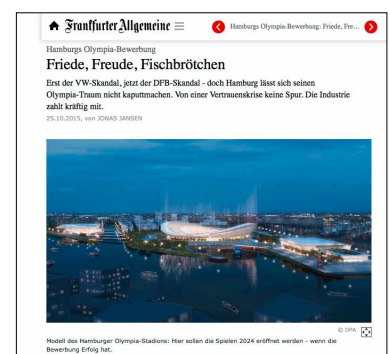 Frankfurter Allgemeine
Hamburgs Olympia-Bewerbung: Friede, Fre...
Hamburgs Olympia-Bewerbung
Friede, Freude, Fischbrötchen
Erst der VW-Skandal, jetzt der DFB-Skandal - doch Hamburg lässt sich seinen
Olympia-Traum nicht kaputtmachen. Von einer Vertrauenskrise keine Spur. Die Industrie
zahlt kräftig mit.
25.10.2015, von JONAS JANSEN
© DPA
Modell des Hamburger Olympia-Stadions: Hier sollen die Spielen 2024 eröffnet werden - wenn die
Bewerbung Erfolg hat.